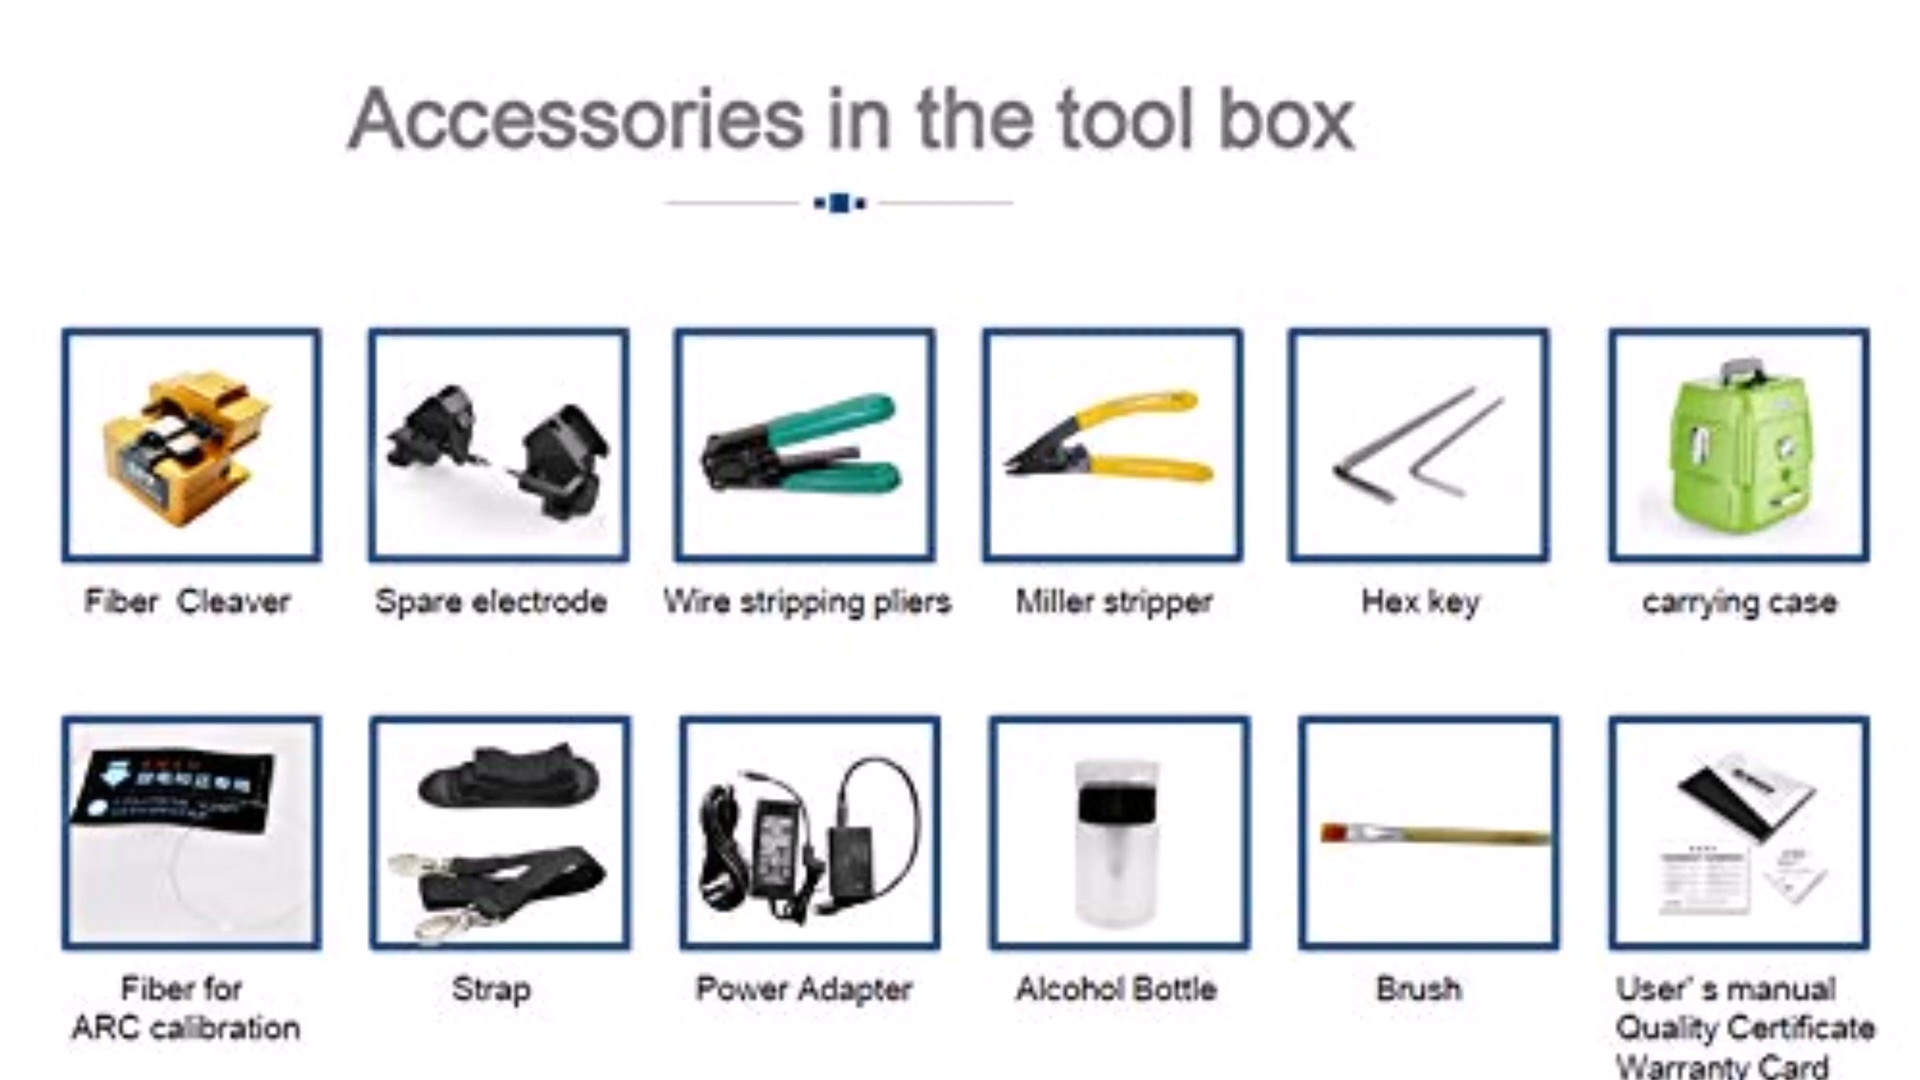 Accessories in the tool box
Fiber Cleaver
Spare electrode
Wire stripping pliers
Miller stripper
Hex key
carrying case
Fiber for
ARC calibration
Strap
Power Adapter
Alcohol Bottle
Brush
User' s manual
Quality Certificate
Warranty Card